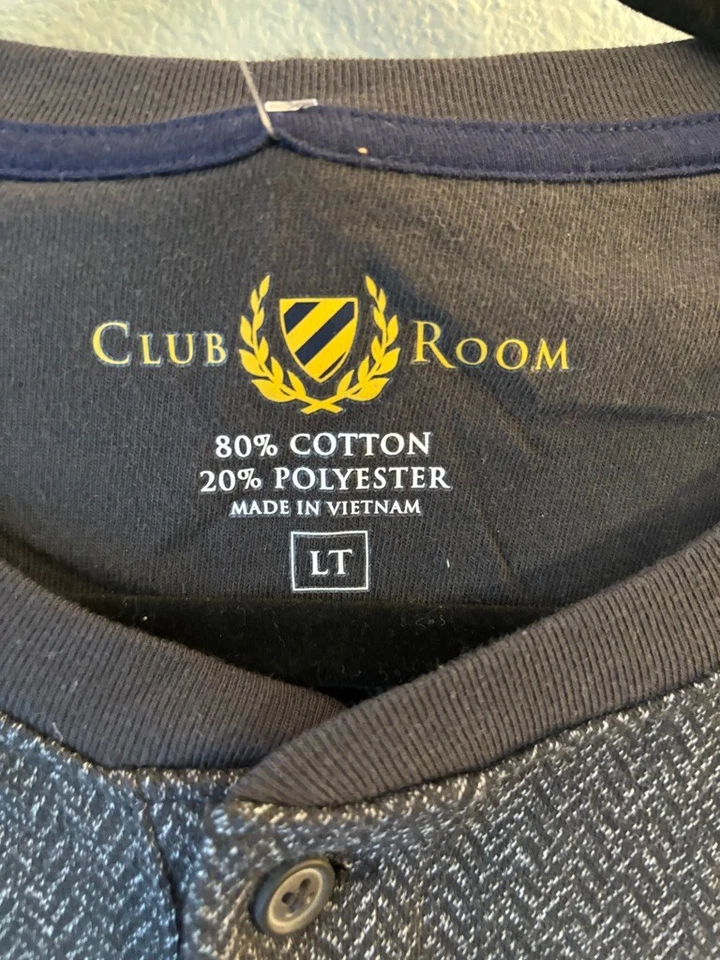 CLUB ROOM
80% COTTON
20% POLYESTER
MADE IN VIETNAM
LT